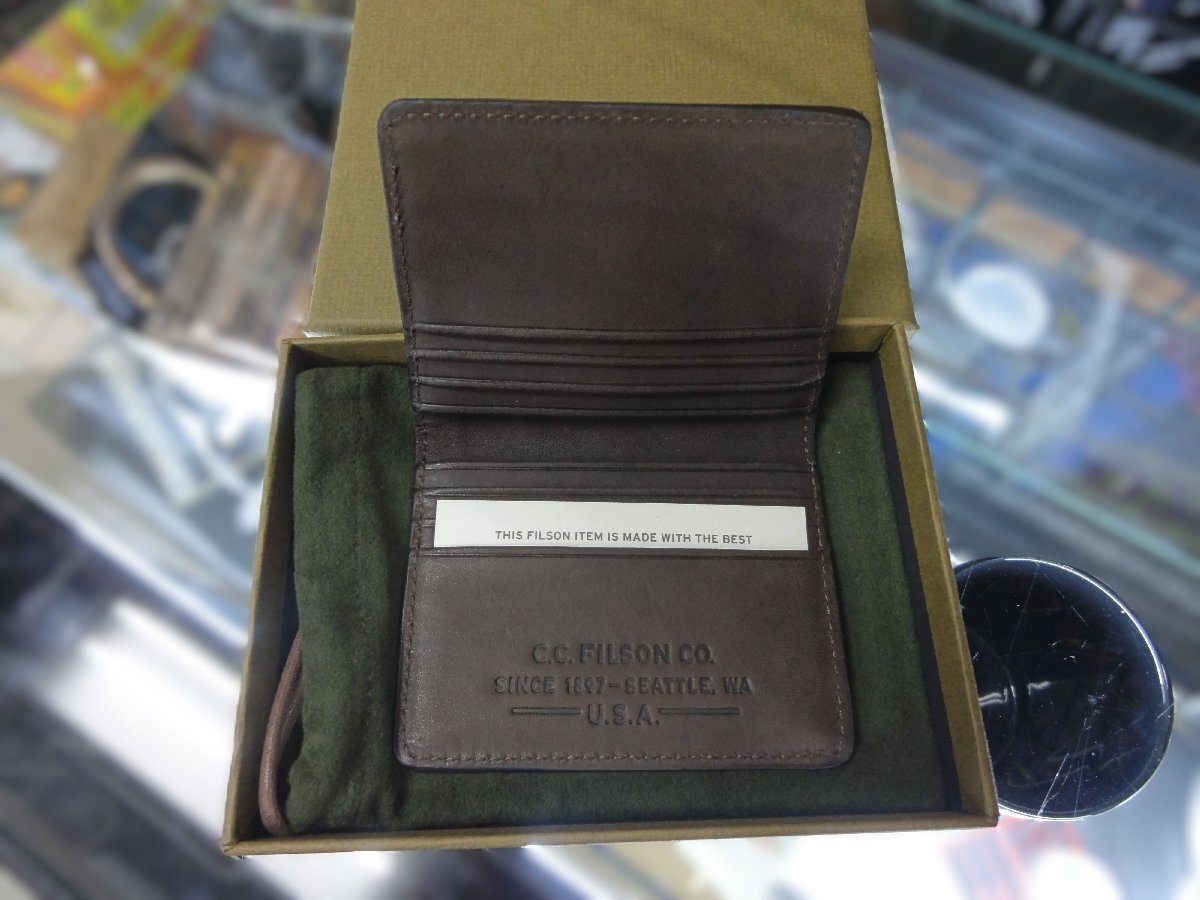 THIS FILSON ITEM IS MADE WITH THE BEST
C.C. FILSON CO.
SINCE 1897-SEATTLE, WA
U.S.A.